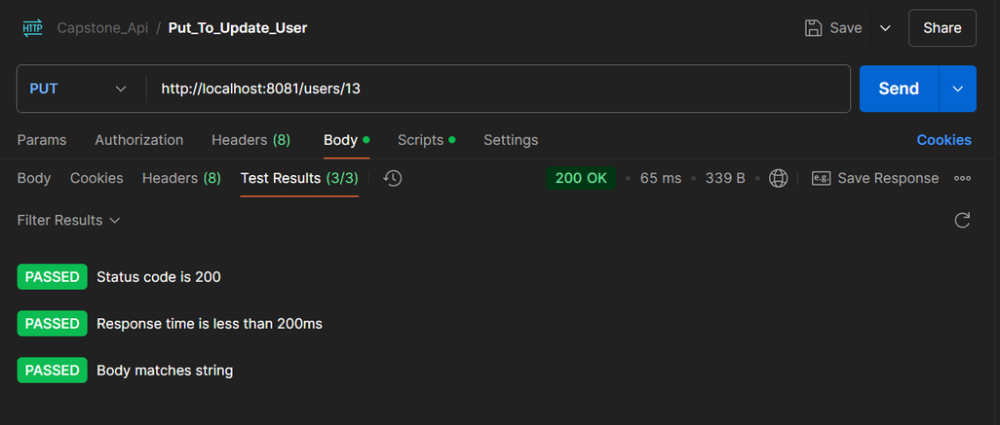 HTTP Capstone_Api / Put_To_Update_User Save Share
PUT http://localhost:8081/users/13 Send
Params Authorization Headers (8) Body Scripts Settings Cookies
Body Cookies Headers (8) Test Results (3/3) 200 OK 65 ms 339 B e.g. Save Response
Filter Results
PASSED Status code is 200
PASSED Response time is less than 200ms
PASSED Body matches string